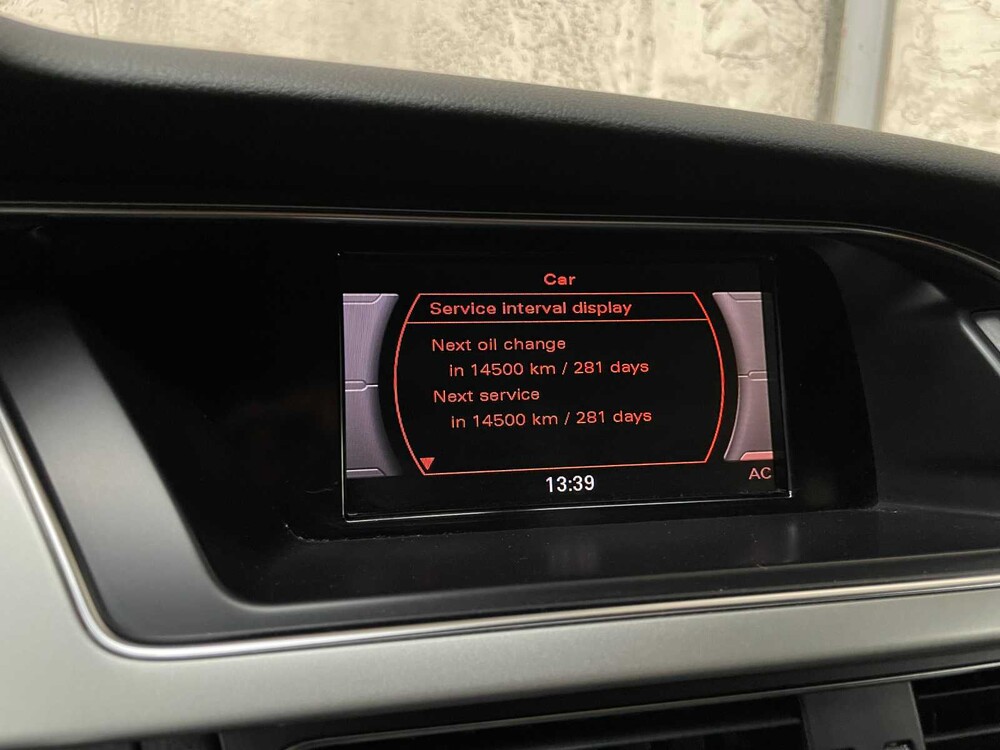 Car
Service interval display
Next oil change
in 14500 km / 281 days
Next service
in 14500 km / 281 days
AC
13:39